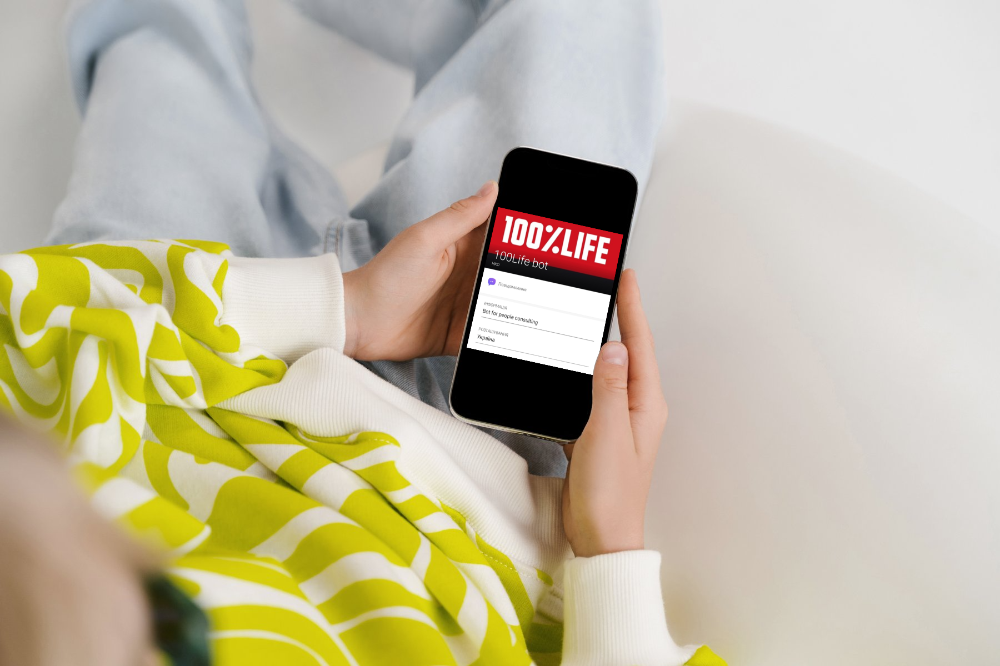 100%LIFE
100Life bot
НКО
Повідомлення
ІНФОРМАЦІЯ
Bot for people consulting
РОЗТАШУВАННЯ
Україна